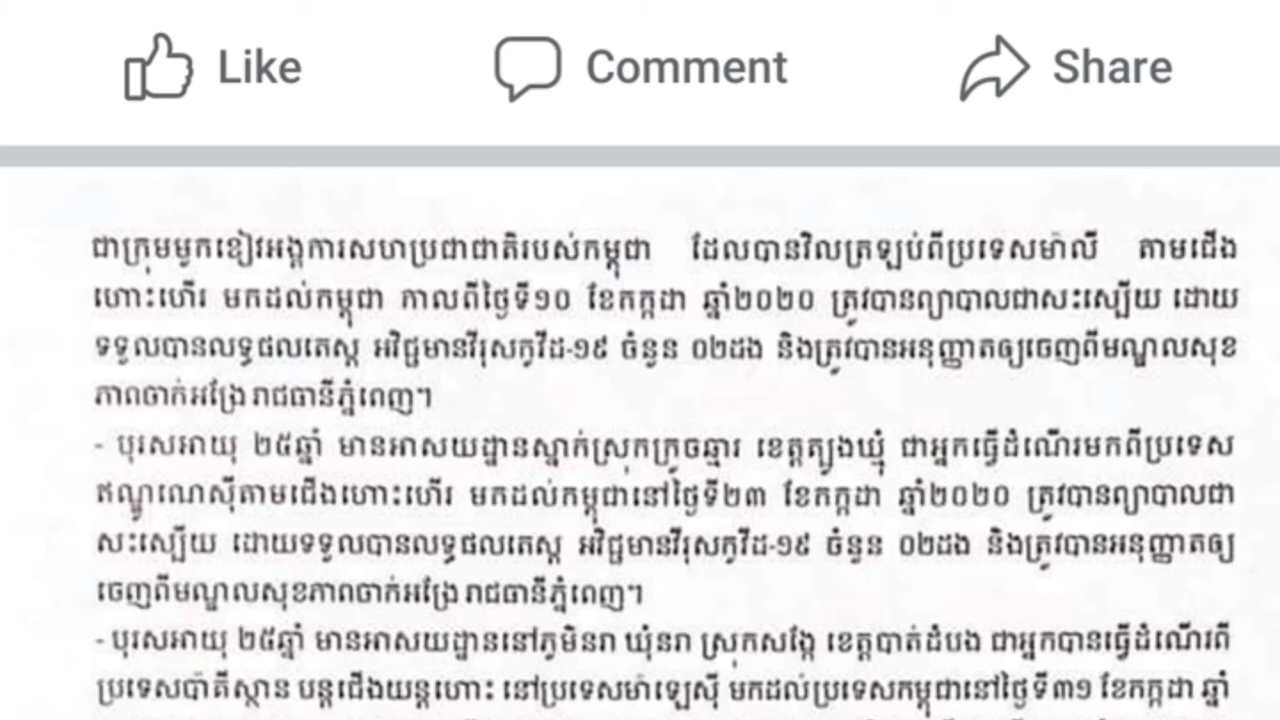 Like Comment Share
ជាក្រុមមួកខៀវអង្គការសហប្រជាជាតិរបស់កម្ពុជា ដែលបានវិលត្រឡប់ពីប្រទេសម៉ាលី តាមជើង
ហោះហើរ មកដល់កម្ពុជា កាលពីថ្ងៃទី១០ ខែកក្កដា ឆ្នាំ២០២០ ត្រូវបានព្យាបាលជាសះស្បើយ ដោយ
ទទួលបានលទ្ធផលតេស្ត អវិជ្ជមានវីរុសកូវីដ-១៩ ចំនួន ០២ដង និងត្រូវបានអនុញ្ញាតឲ្យចេញពីមណ្ឌលសុខ
ភាពចាក់អង្រែ រាជធានីភ្នំពេញ។
- បុរសអាយុ ២៥ឆ្នាំ មានអាសយដ្ឋានស្នាក់ស្រុកក្រូចឆ្មារ ខេត្តត្បូងឃ្មុំ ជាអ្នកធ្វើដំណើរមកពីប្រទេស
ឥណ្ឌូណេស៊ីតាមជើងហោះហើរ មកដល់កម្ពុជានៅថ្ងៃទី២៣ ខែកក្កដា ឆ្នាំ២០២០ ត្រូវបានព្យាបាលជា
សះស្បើយ ដោយទទួលបានលទ្ធផលតេស្ត អវិជ្ជមានវីរុសកូវីដ-១៩ ចំនួន ០២ដង និងត្រូវបានអនុញ្ញាតឲ្យ
ចេញពីមណ្ឌលសុខភាពចាក់អង្រែ រាជធានីភ្នំពេញ។
- បុរសអាយុ ២៥ឆ្នាំ មានអាសយដ្ឋាននៅភូមិនរា ឃុំនរា ស្រុកសង្កែ ខេត្តបាត់ដំបង ជាអ្នកបានធ្វើដំណើរពី
ប្រទេសប៉ាគីស្ថាន បន្តជើងយន្តហោះ នៅប្រទេសម៉ាឡេស៊ី មកដល់ប្រទេសកម្ពុជានៅថ្ងៃទី៣១ ខែកក្កដា ឆ្នាំ